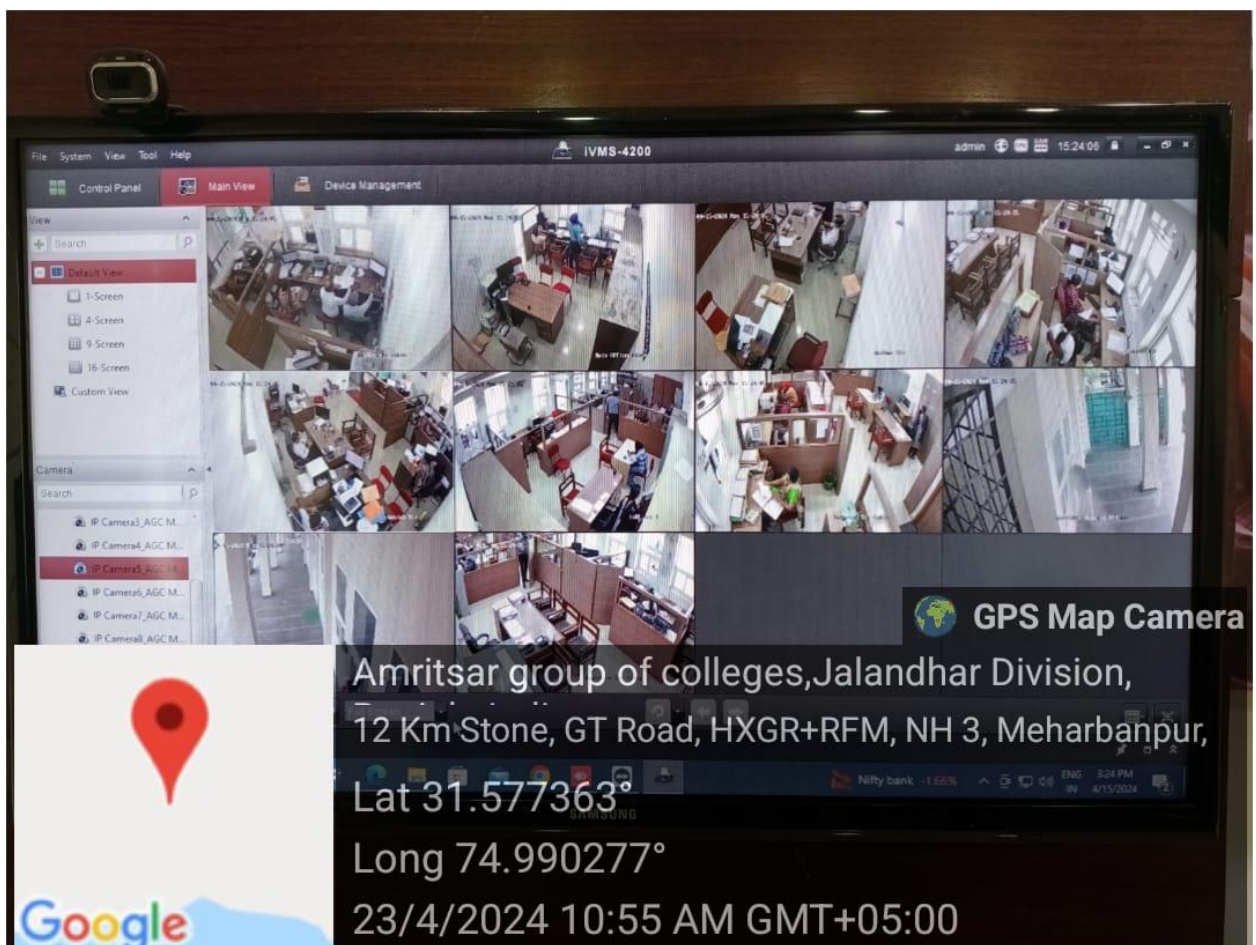 File System View Tool Help
iVMS-4200
admin
15:24:06
Control Panel
Main View
Device Management
View
Search
Default View
1-Screen
4-Screen
9-Screen
16-Screen
Custom View
Camera
Search...
IP Camera3_AGC M...
IP Camera4_AGC M...
IP Camera5_AGC M...
IP Camera6_AGC M...
IP Camera7_AGC M...
IP Camera8_AGC M...
GPS Map Camera
Amritsar group of colleges,Jalandhar Division,
12 Km Stone, GT Road, HXGR+RFM, NH 3, Meharbanpur,
Nifty bank -1.66%
ENG
IN
3:24 PM
4/15/2024
Lat 31.577363°
SAMSUNG
Long 74.990277°
23/4/2024 10:55 AM GMT+05:00
Google